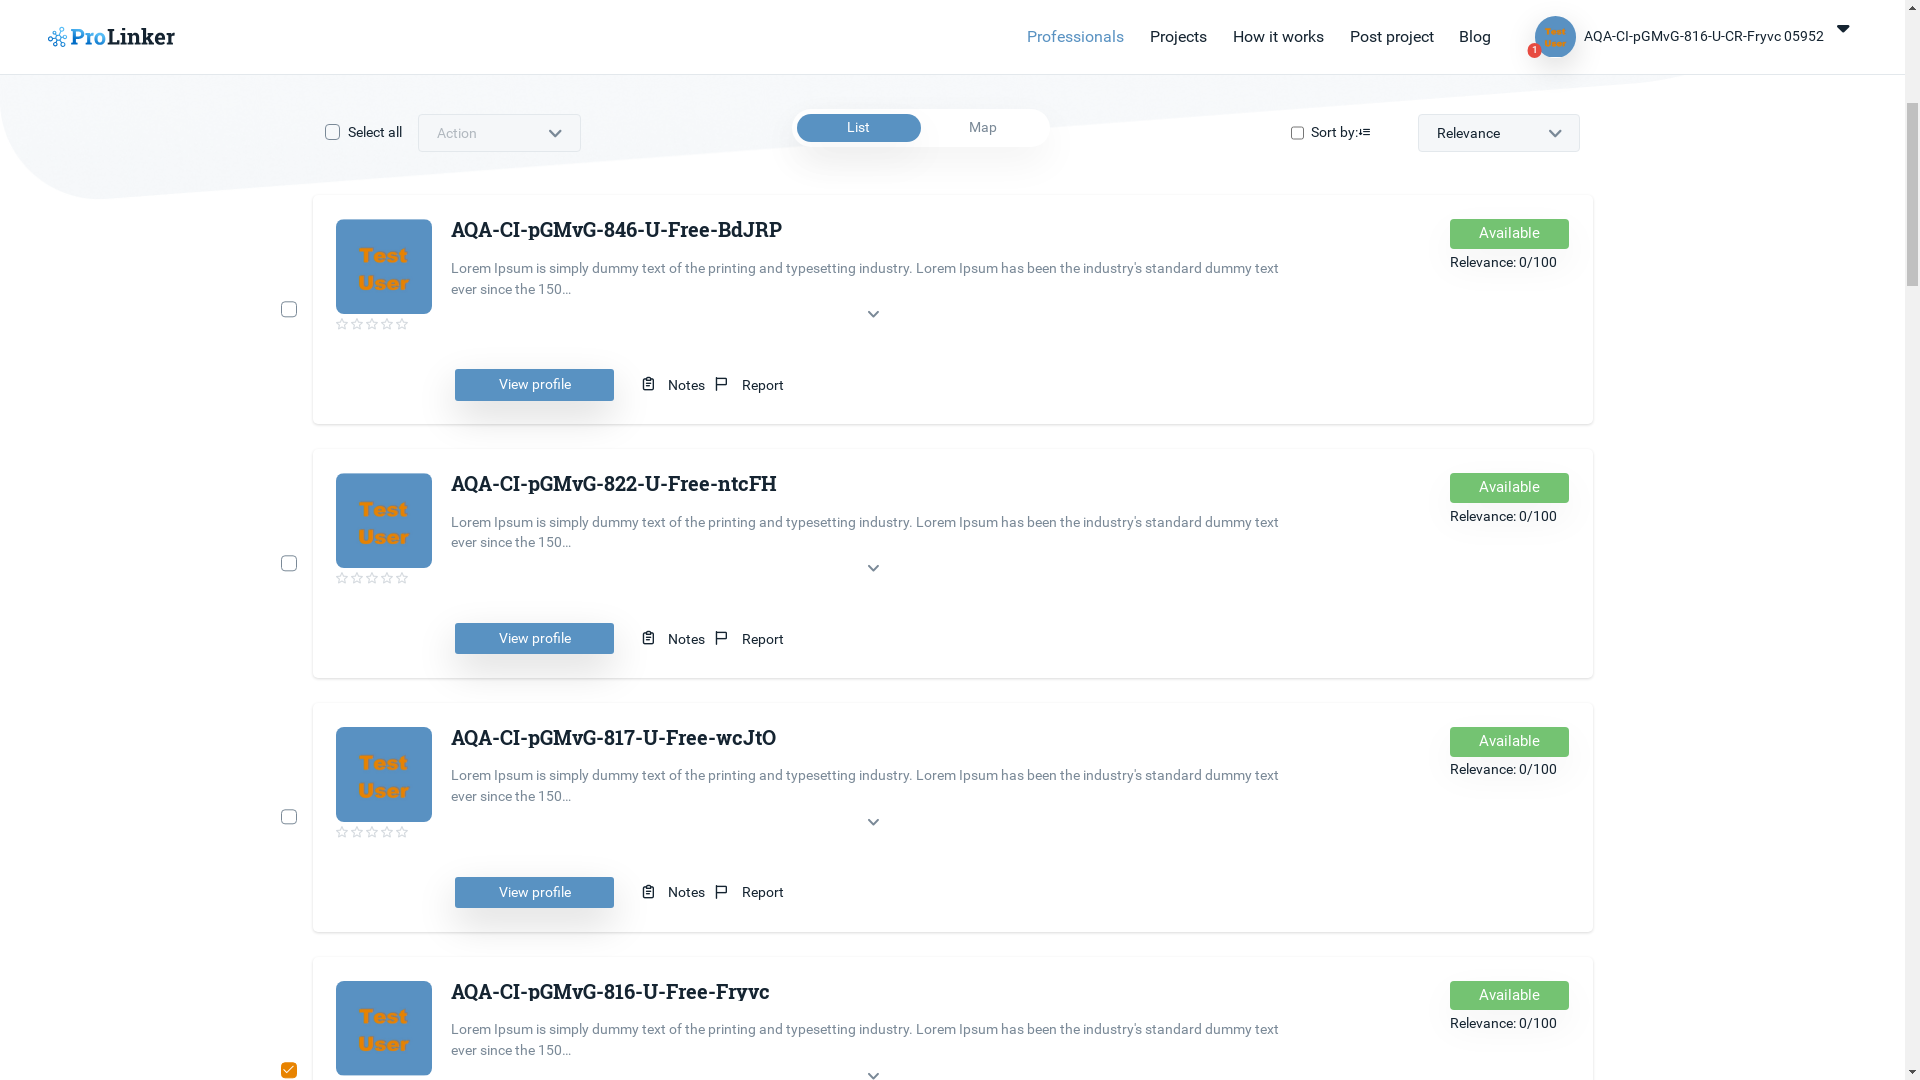 ProLinker
Professionals
Projects
How it works
Post project
Blog
Test
User
1
AQA-CI-pGMvG-816-U-CR-Fryvc 05952
Select all
Action
List
Map
Sort by:
Relevance
Test
User
AQA-CI-pGMvG-846-U-Free-BdJRP
Lorem Ipsum is simply dummy text of the printing and typesetting industry. Lorem Ipsum has been the industry's standard dummy text
ever since the 150...
Available
Relevance: 0/100
View profile
Notes
Report
Test
User
AQA-CI-pGMvG-822-U-Free-ntcFH
Lorem Ipsum is simply dummy text of the printing and typesetting industry. Lorem Ipsum has been the industry's standard dummy text
ever since the 150...
Available
Relevance: 0/100
View profile
Notes
Report
Test
User
AQA-CI-pGMvG-817-U-Free-wcJtO
Lorem Ipsum is simply dummy text of the printing and typesetting industry. Lorem Ipsum has been the industry's standard dummy text
ever since the 150...
Available
Relevance: 0/100
View profile
Notes
Report
Test
User
AQA-CI-pGMvG-816-U-Free-Fryvc
Lorem Ipsum is simply dummy text of the printing and typesetting industry. Lorem Ipsum has been the industry's standard dummy text
ever since the 150...
Available
Relevance: 0/100